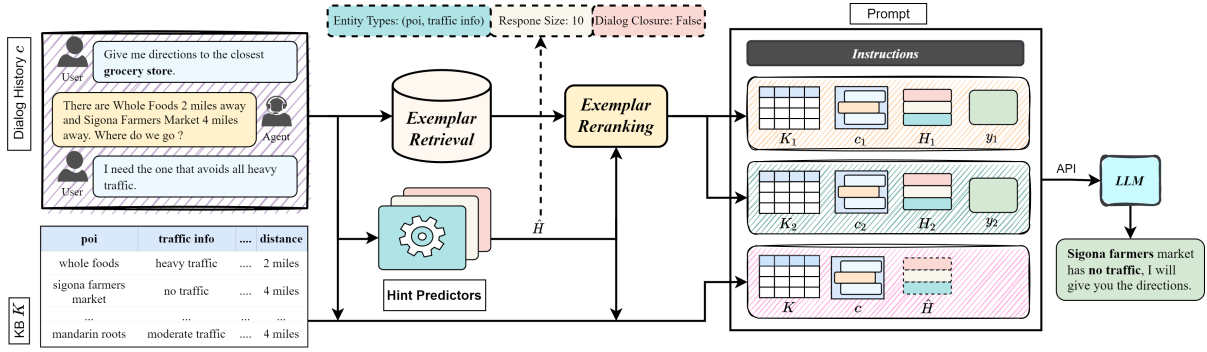 Entity Types: (poi, traffic info)
Respone Size: 10
Dialog Closure: False
Prompt
Dialog History c
User
Give me directions to the closest
grocery store.
There are Whole Foods 2 miles away
and Sigona Farmers Market 4 miles
away. Where do we go ?
Agent
User
I need the one that avoids all heavy
traffic.
Exemplar
Retrieval
Exemplar
Reranking
Ĥ
Hint Predictors
KB K
poi traffic info .... distance
whole foods heavy traffic .... 2 miles
sigona farmers
market no traffic .... 4 miles
... ... ... ...
mandarin roots moderate traffic .... 4 miles
Instructions
K1 c1 H1 y1
K2 c2 H2 y2
K c Ĥ
API
LLM
Sigona farmers market
has no traffic, I will
give you the directions.